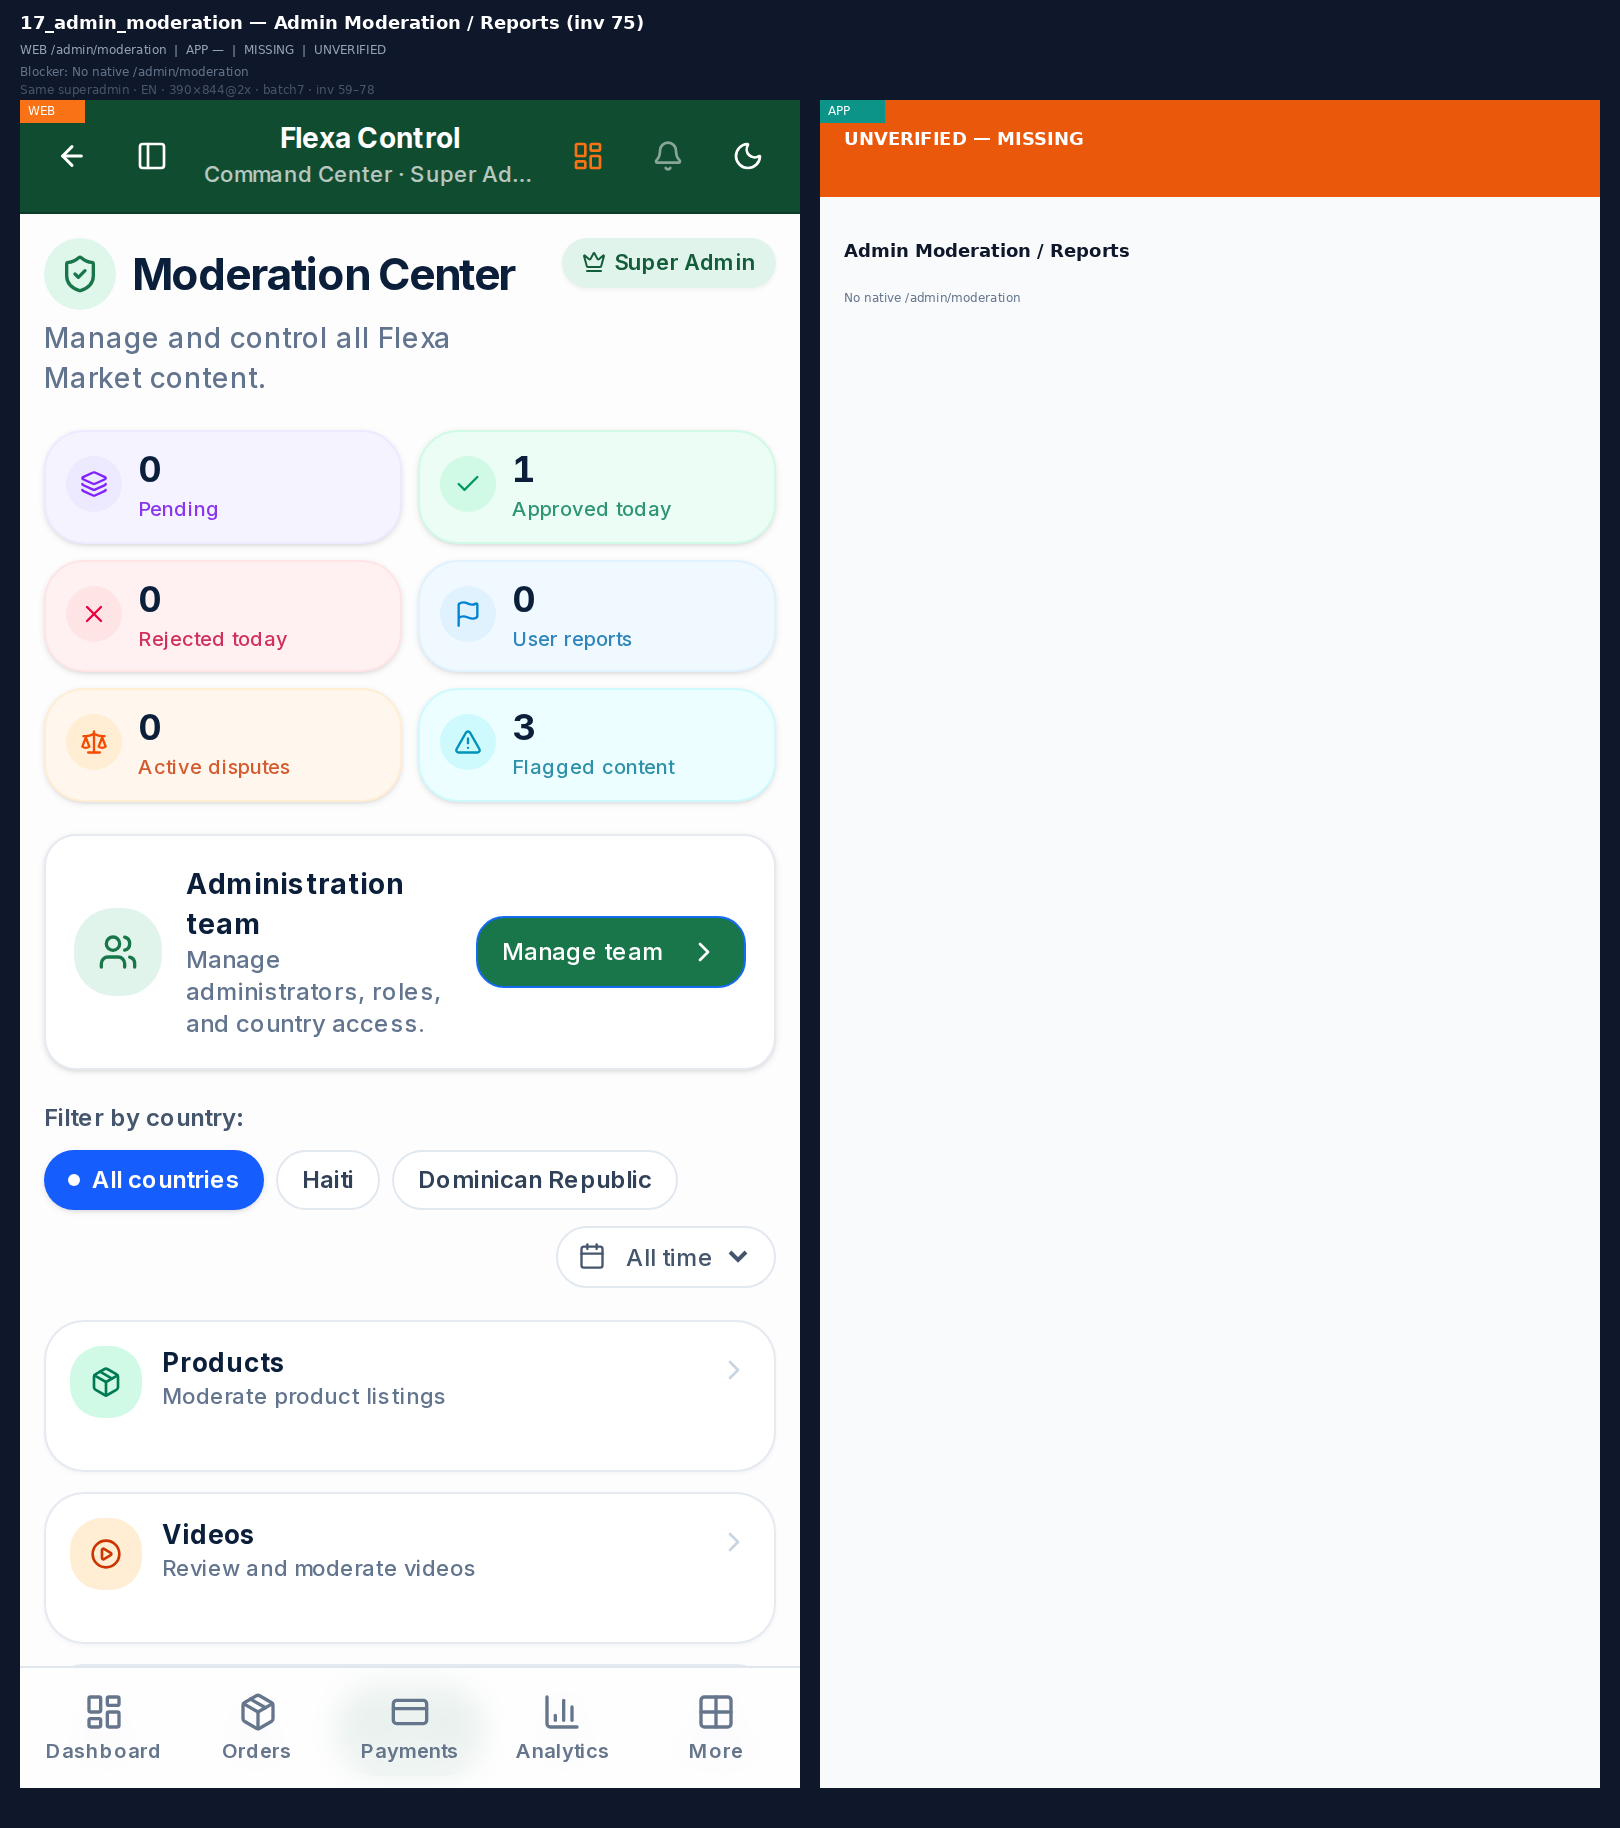 17_admin_moderation — Admin Moderation / Reports (inv 75)
WEB /admin/moderation | APP — | MISSING | UNVERIFIED
Blocker: No native /admin/moderation
Same superadmin · EN · 390×844@2x · batch7 · inv 59–78
WEB
Flexa Control
Command Center · Super Ad...
Moderation Center
Super Admin
Manage and control all Flexa
Market content.
0
Pending
1
Approved today
0
Rejected today
0
User reports
0
Active disputes
3
Flagged content
Administration
team
Manage
administrators, roles,
and country access.
Manage team
Filter by country:
All countries
Haiti
Dominican Republic
All time
Products
Moderate product listings
Videos
Review and moderate videos
Dashboard
Orders
Payments
Analytics
More
APP
UNVERIFIED — MISSING
Admin Moderation / Reports
No native /admin/moderation